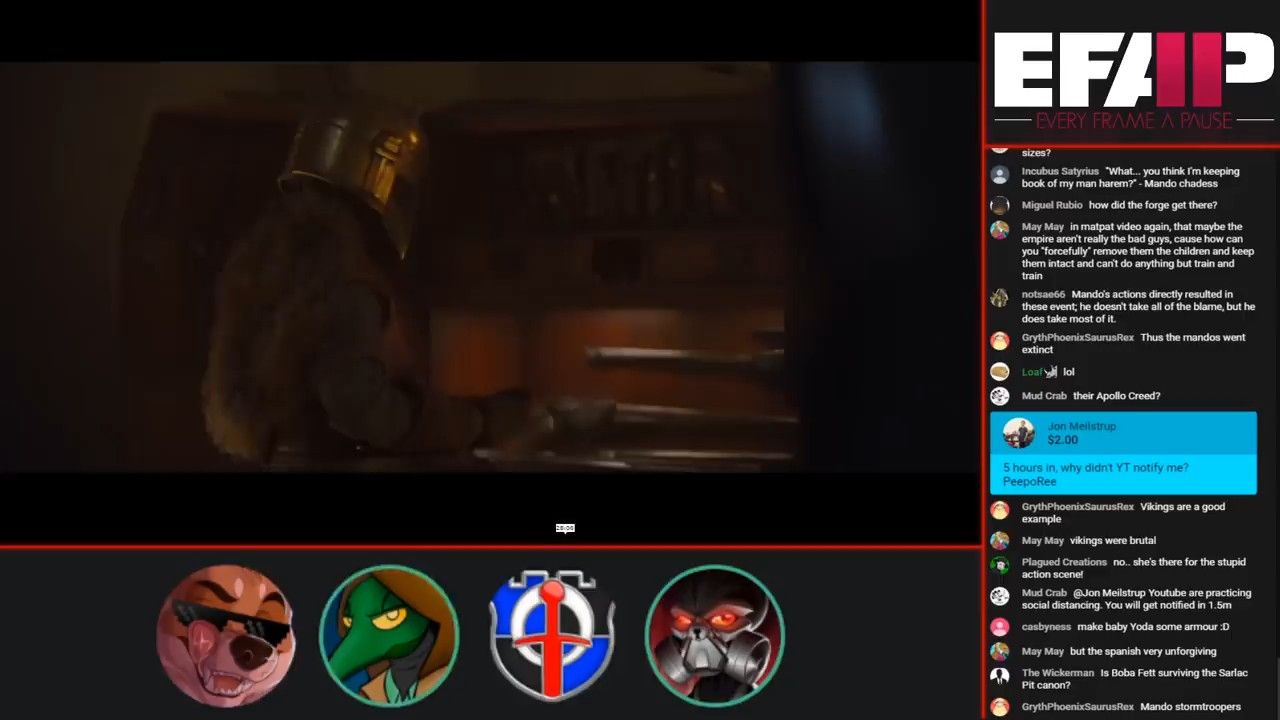 EFAP
EVERY FRAME A PAUSE
sizes?
Incubus Satyrius "What... you think I'm keeping
book of my man harem?" - Mando chadess
Miguel Rubio how did the forge get there?
May May in matpat video again, that maybe the
empire aren't really the bad guys, cause how can
you "forcefully" remove them the children and keep
them intact and can't do anything but train and
train
notsae66 Mando's actions directly resulted in
these event; he doesn't take all of the blame, but he
does take most of it.
GrythPhoenixSaurusRex Thus the mandos went
extinct
Loaf lol
Mud Crab their Apollo Creed?
Jon Meilstrup
$2.00
5 hours in, why didn't YT notify me?
PeepoRee
GrythPhoenixSaurusRex Vikings are a good
example
May May vikings were brutal
Plagued Creations no.. she's there for the stupid
action scene!
Mud Crab @Jon Meilstrup Youtube are practicing
social distancing. You will get notified in 1.5m
casbyness make baby Yoda some armour :D
May May but the spanish very unforgiving
The Wickerman Is Boba Fett surviving the Sarlac
Pit canon?
GrythPhoenixSaurusRex Mando stormtroopers